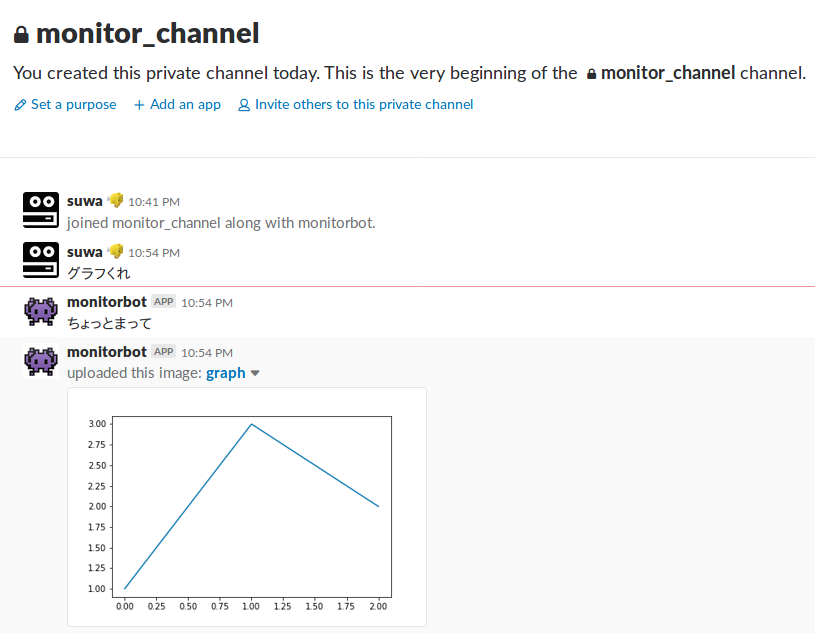 monitor_channel
You created this private channel today. This is the very beginning of the monitor_channel channel.
Set a purpose + Add an app Invite others to this private channel
suwa 10:41 PM
joined monitor_channel along with monitorbot.
suwa 10:54 PM
グラフくれ
monitorbot APP 10:54 PM
ちょっとまって
monitorbot APP 10:54 PM
uploaded this image: graph
3.00
2.75
2.50
2.25
2.00
1.75
1.50
1.25
1.00
0.00 0.25 0.50 0.75 1.00 1.25 1.50 1.75 2.00